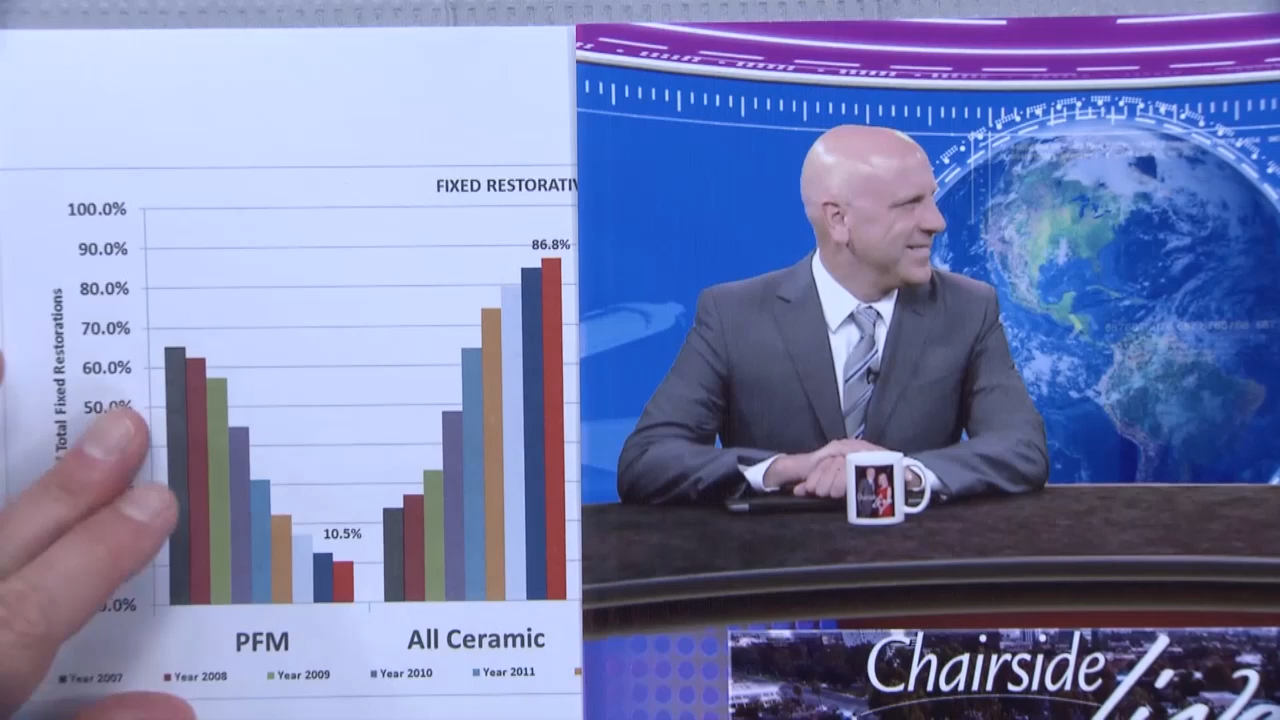 FIXED RESTORATIV
100.0%
90.0%
86.8%
80.0%
70.0%
60.0%
50.0%
10.5%
.0%
Total Fixed Restorations
PFM
All Ceramic
Year 2007
Year 2008
Year 2009
Year 2010
Year 2011
Chairside